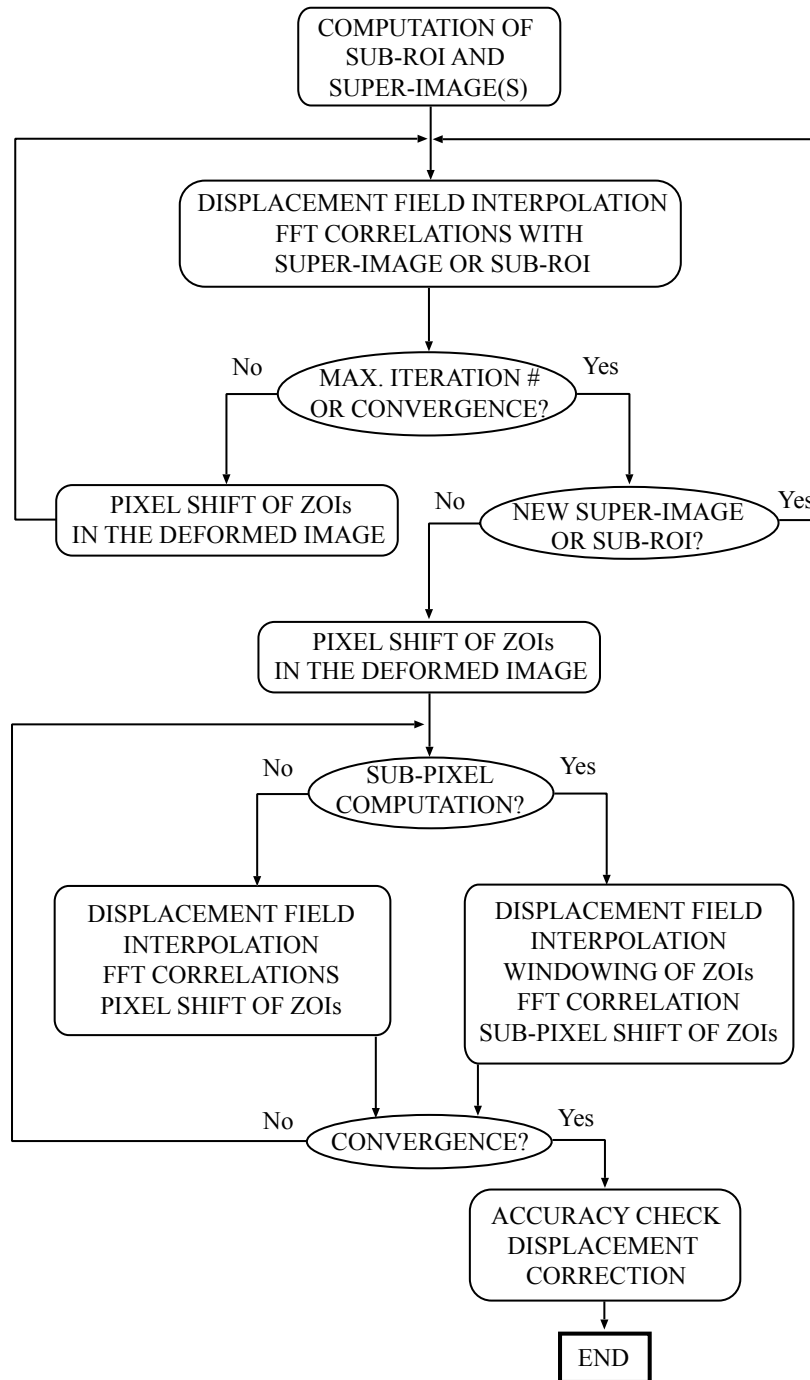 COMPUTATION OF
SUB-ROI AND
SUPER-IMAGE(S)
DISPLACEMENT FIELD INTERPOLATION
FFT CORRELATIONS WITH
SUPER-IMAGE OR SUB-ROI
No
MAX. ITERATION #
OR CONVERGENCE?
Yes
PIXEL SHIFT OF ZOIs
IN THE DEFORMED IMAGE
No
NEW SUPER-IMAGE
OR SUB-ROI?
Yes
PIXEL SHIFT OF ZOIs
IN THE DEFORMED IMAGE
No
SUB-PIXEL
COMPUTATION?
Yes
DISPLACEMENT FIELD
INTERPOLATION
FFT CORRELATIONS
PIXEL SHIFT OF ZOIs
DISPLACEMENT FIELD
INTERPOLATION
WINDOWING OF ZOIs
FFT CORRELATION
SUB-PIXEL SHIFT OF ZOIs
No
CONVERGENCE?
Yes
ACCURACY CHECK
DISPLACEMENT
CORRECTION
END